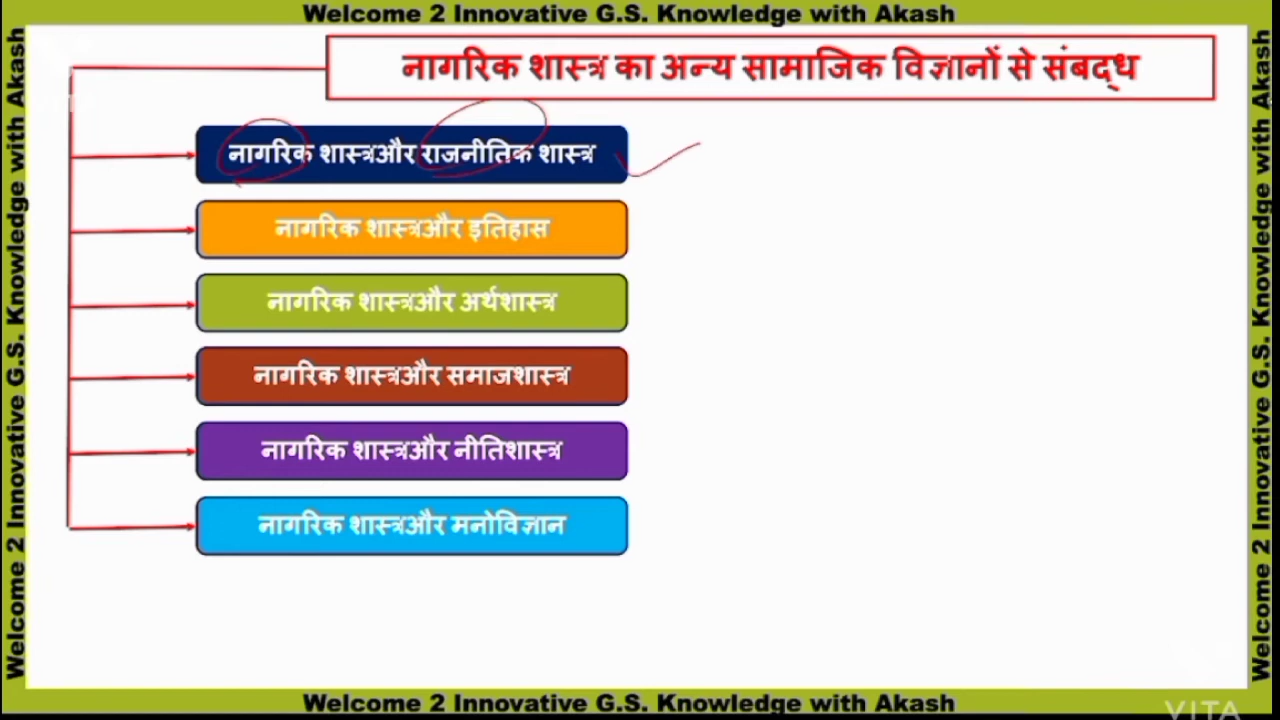 Welcome 2 Innovative G.S. Knowledge with Akash
नागरिक शास्त्र का अन्य सामाजिक विज्ञानों से संबद्ध
नागरिक शास्त्रऔर राजनीतिक शास्त्र
नागरिक शास्त्रऔर इतिहास
नागरिक शास्त्रऔर अर्थशास्त्र
नागरिक शास्त्रऔर समाजशास्त्र
नागरिक शास्त्रऔर नीतिशास्त्र
नागरिक शास्त्रऔर मनोविज्ञान
Welcome 2 Innovative G.S. Knowledge with Akash
Welcome 2 Innovative G.S. Knowledge with Akash
Welcome 2 Innovative G.S. Knowledge with Akash
VITA